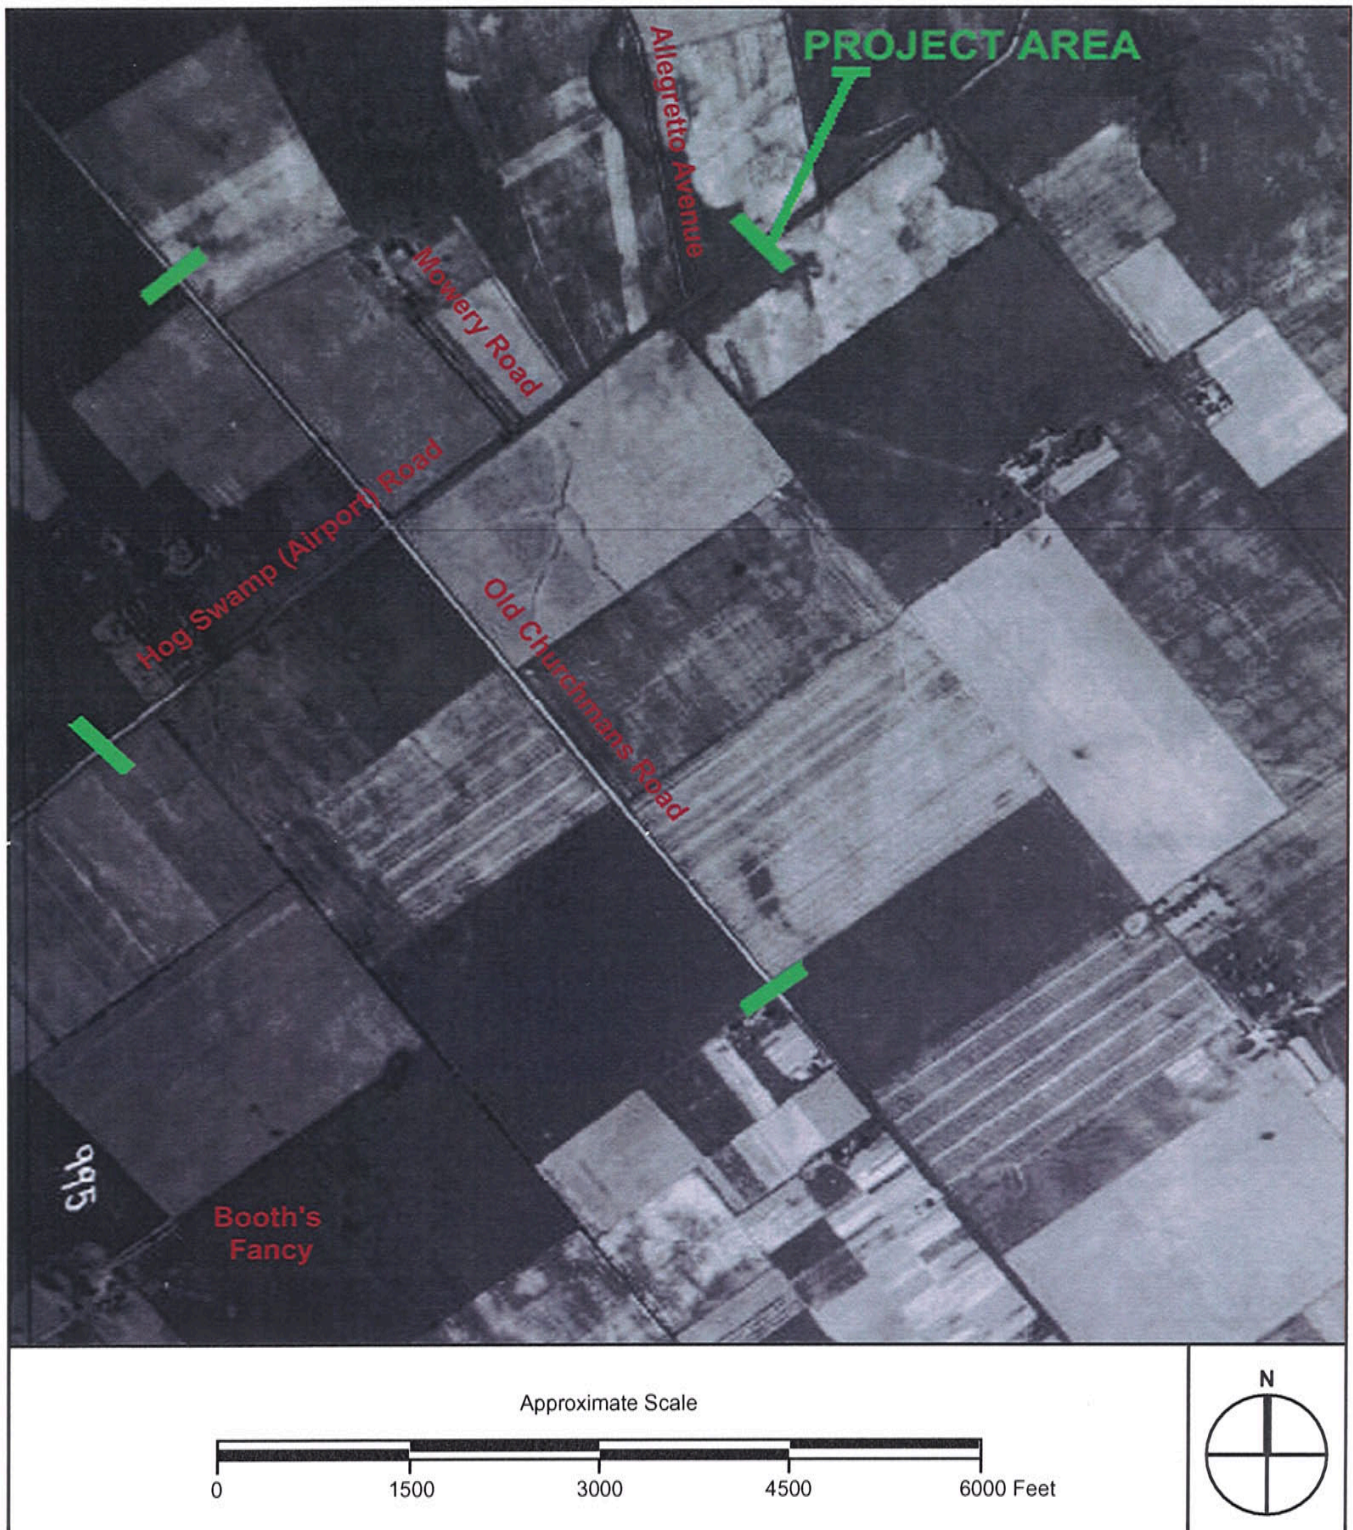 PROJECT AREA
Allegretto Avenue
Mowery Road
Hog Swamp (Airport) Road
Old Churchmans Road
995
Booth's
Fancy
Approximate Scale
0 1500 3000 4500 6000 Feet
N